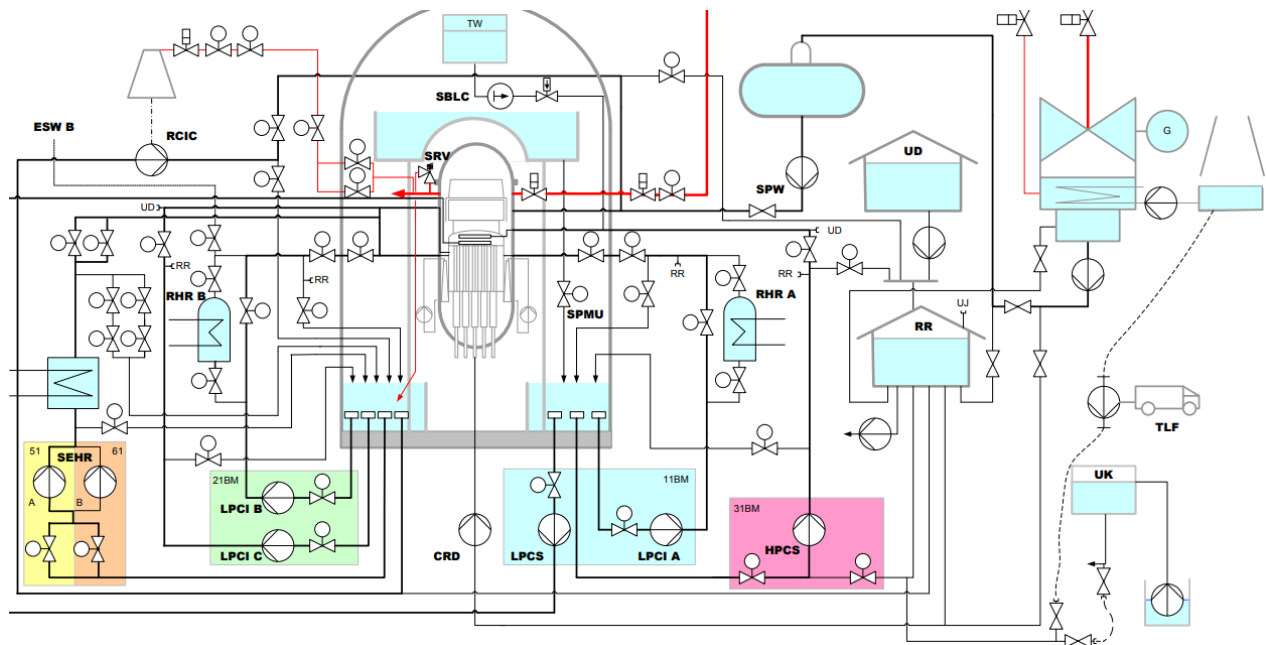 TW
SBLC
G
ESW B
RCIC
SRV
UD
SPW
UD
UD
RR
RR
RR
RR
RHR B
SPMU
RHR A
RR
UJ
TLF
51
SEHR
61
A
B
21BM
LPCI B
LPCI C
CRD
11BM
LPCS
LPCI A
31BM
HPCS
UK